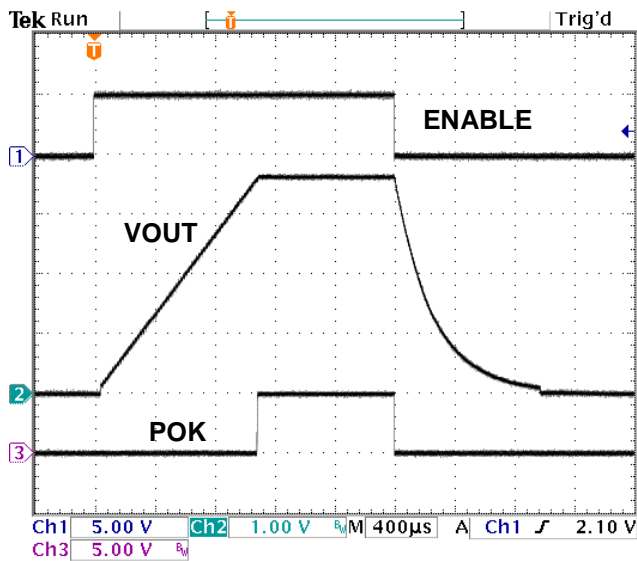 Tek Run Trig'd
T
T
ENABLE
1
VOUT
2
POK
3
Ch1 5.00 V Ch2 1.00 V BW M 400µs A Ch1 ʃ 2.10 V
Ch3 5.00 V BW